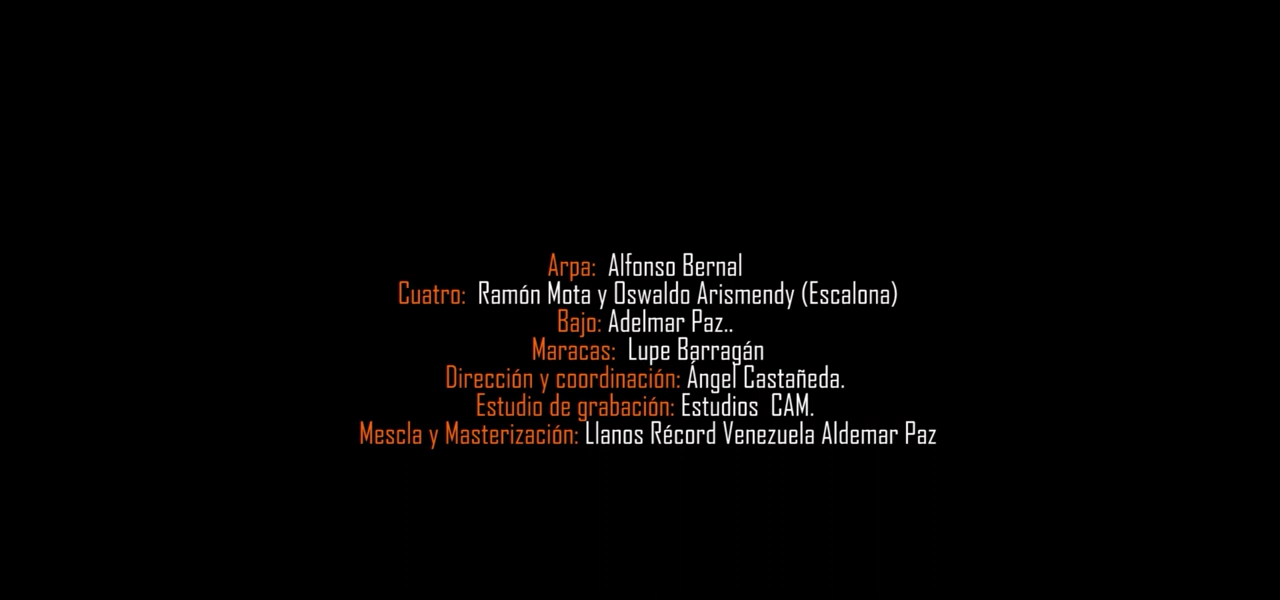 Arpa: Alfonso Bernal
Cuatro: Ramón Mota y Oswaldo Arismendy (Escalona)
Bajo: Adelmar Paz..
Maracas: Lupe Barragán
Dirección y coordinación: Ángel Castañeda.
Estudio de grabación: Estudios CAM.
Mescla y Masterización: Llanos Récord Venezuela Aldemar Paz